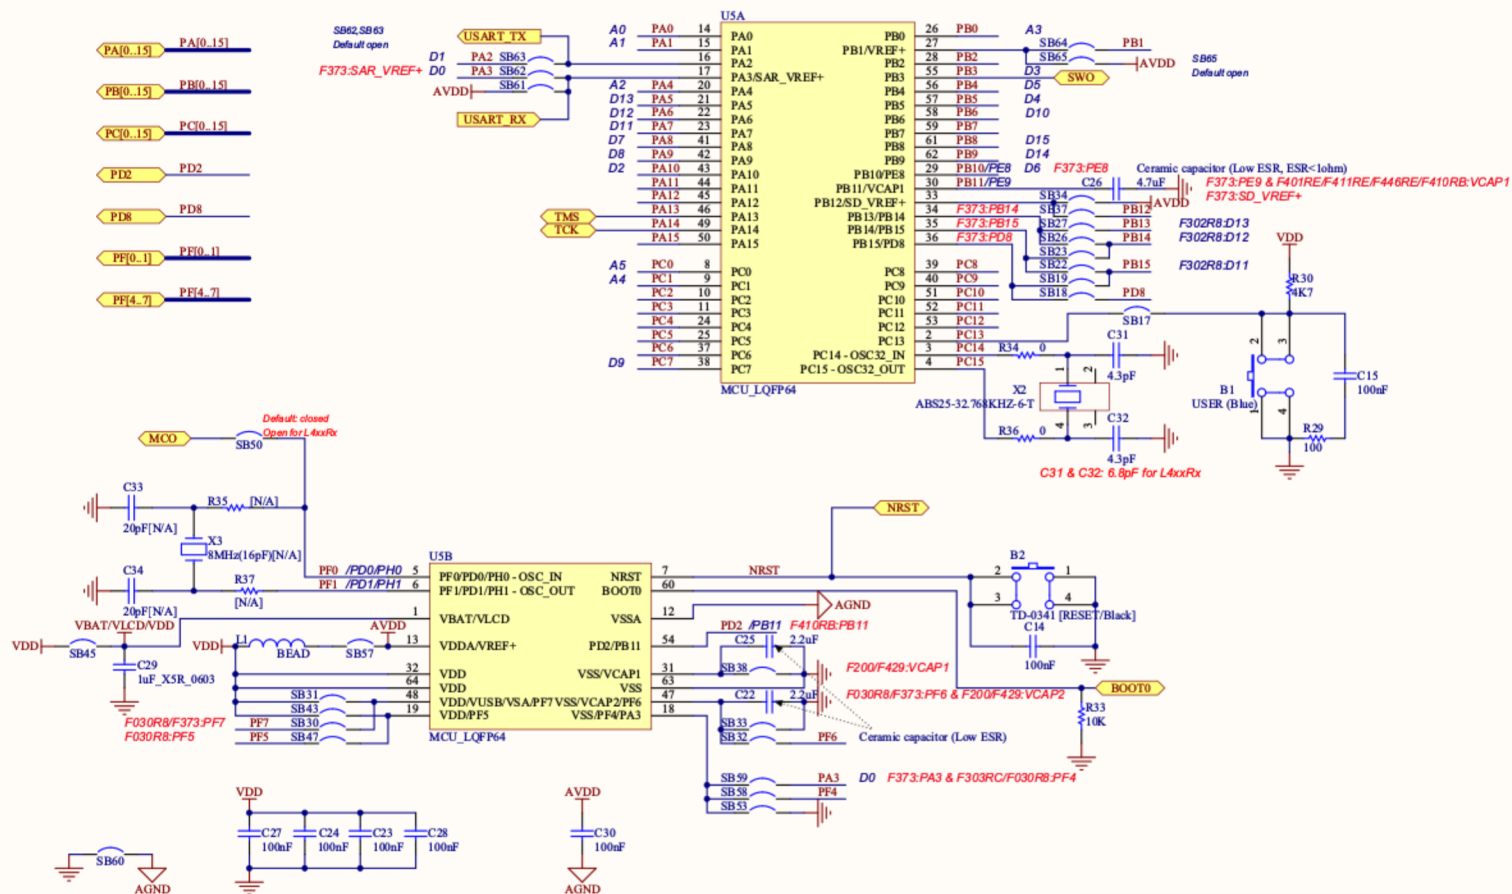 U5A
PA[0..15] PA[0..15]
PB[0..15] PB[0..15]
PC[0..15] PC[0..15]
PD2 PD2
PD8 PD8
PF[0..1] PF[0..1]
PF[4..7] PF[4..7]
SB62,SB63
Default open
USART_TX
D1 PA2 SB63
F373:SAR_VREF+ D0 PA3 SB62
AVDD SB61
USART_RX
TMS
TCK
A0 PA0 14 PA0
A1 PA1 15 PA1
16 PA2
17 PA3/SAR_VREF+
A2 PA4 20 PA4
D13 PA5 21 PA5
D12 PA6 22 PA6
D11 PA7 23 PA7
D7 PA8 41 PA8
D8 PA9 42 PA9
D2 PA10 43 PA10
PA11 44 PA11
PA12 45 PA12
PA13 46 PA13
PA14 49 PA14
PA15 50 PA15
A5 PC0 8 PC0
A4 PC1 9 PC1
PC2 10 PC2
PC3 11 PC3
PC4 24 PC4
PC5 25 PC5
PC6 37 PC6
D9 PC7 38 PC7
MCU_LQFP64
PB0 26 PB0 A3
PB1/VREF+ 27
PB2 28 PB2
PB3 55 PB3 D3
PB4 56 PB4 D5
PB5 57 PB5 D4
PB6 58 PB6 D10
PB7 59 PB7
PB8 61 PB8 D15
PB9 62 PB9 D14
PB10/PE8 29 PB10/PE8 D6 F373:PE8
PB11/VCAP1 30 PB11/PE9
PB12/SD_VREF+ 33
PB13/PB14 34 F373:PB14
PB14/PB15 35 F373:PB15
PB15/PD8 36 F373:PD8
PC8 39 PC8
PC9 40 PC9
PC10 51 PC10
PC11 52 PC11
PC12 53 PC12
PC13 2 PC13
PC14 - OSC32_IN 3 PC14
PC15 - OSC32_OUT 4 PC15
SB64 PB1
SB65 AVDD
SB65
Default open
SWO
Ceramic capacitor (Low ESR, ESR<1ohm)
C26 4.7uF
F373:PE9 & F401RE/F411RE/F446RE/F410RB:VCAP1
F373:SD_VREF+
SB34 AVDD
SB37 PB12
SB27 PB13 F302R8:D13
SB26 PB14 F302R8:D12
SB23
SB22 PB15 F302R8:D11
SB19
SB18 PD8
SB17
VDD
R30
4K7
2 3
B1
USER (Blue)
1 4
C15
100nF
R29
100
R34 0
C31
4.3pF
1 2
X2
ABS25-32.768KHZ-6-T
4 3
R36 0
C32
4.3pF
C31 & C32: 6.8pF for L4xxRx
Default: closed
Open for L4xxRx
MCO
SB50
C33
20pF[N/A]
R35 [N/A]
X3
8MHz(16pF)[N/A]
C34
20pF[N/A]
R37
[N/A]
U5B
PF0 /PD0/PH0 5 PF0/PD0/PH0 - OSC_IN
PF1 /PD1/PH1 6 PF1/PD1/PH1 - OSC_OUT
1 VBAT/VLCD
13 VDDA/VREF+
32 VDD
64 VDD
48 VDD/VUSB/VSA/PF7
19 VDD/PF5
MCU_LQFP64
VBAT/VLCD/VDD
VDD SB45
C29
1uF_X5R_0603
VDD L1
BEAD
SB57
AVDD
SB31
SB43
PF7 SB30
PF5 SB47
F030R8/F373:PF7
F030R8:PF5
NRST 7 NRST
BOOT0 60
VSSA 12 AGND
PD2/PB11 54 PD2 /PB11 F410RB:PB11
VSS/VCAP1 31
VSS 63
VSS/VCAP2/PF6 47
VSS/PF4/PA3 18
C25 2.2uF
SB38
F200/F429:VCAP1
C22 2.2uF
F030R8/F373:PF6 & F200/F429:VCAP2
SB33
SB32 PF6
Ceramic capacitor (Low ESR)
SB59 PA3 D0 F373:PA3 & F303RC/F030R8:PF4
SB58 PF4
SB53
NRST
B2
2 1
3 4
TD-0341 [RESET/Black]
C14
100nF
BOOT0
R33
10K
VDD
C27
100nF
C24
100nF
C23
100nF
C28
100nF
AVDD
C30
100nF
AGND
SB60
AGND